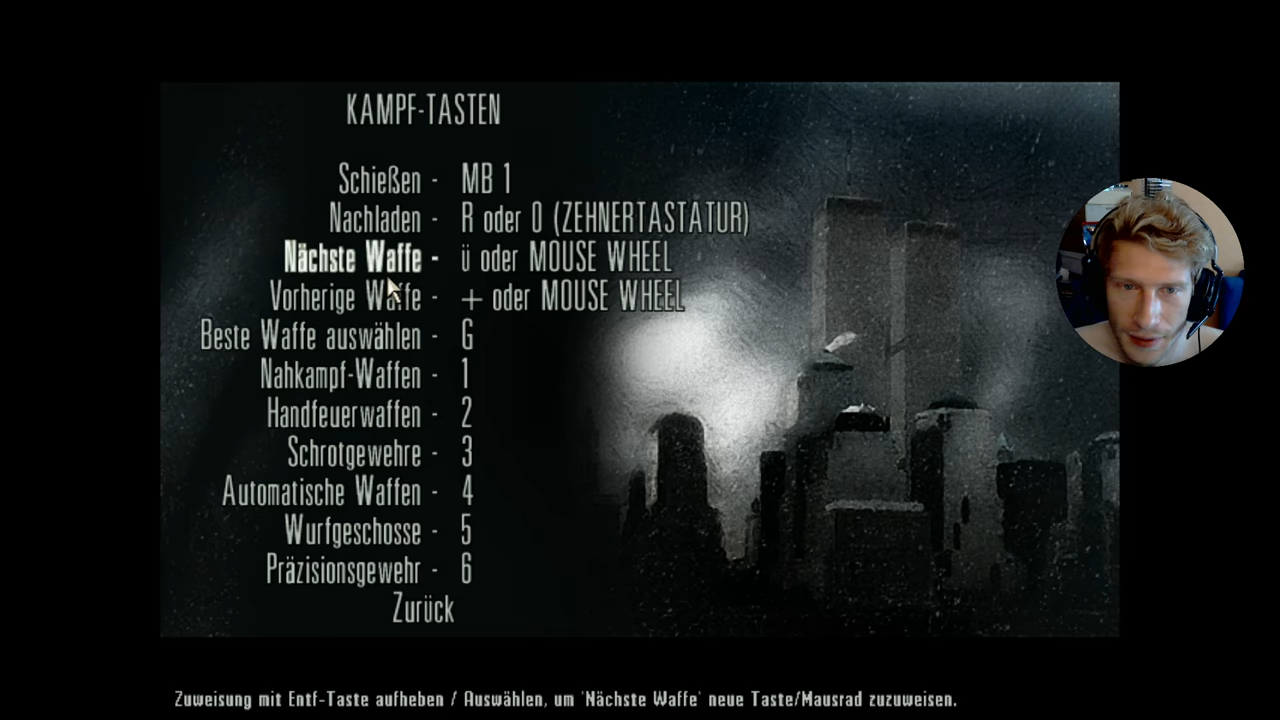 KAMPF-TASTEN
Schießen - MB 1
Nachladen - R oder 0 (ZEHNERTASTATUR)
Nächste Waffe - ü oder MOUSE WHEEL
Vorherige Waffe - + oder MOUSE WHEEL
Beste Waffe auswählen - G
Nahkampf-Waffen - 1
Handfeuerwaffen - 2
Schrotgewehre - 3
Automatische Waffen - 4
Wurfgeschosse - 5
Präzisionsgewehr - 6
Zurück
Zuweisung mit Entf-Taste aufheben / Auswählen, um 'Nächste Waffe' neue Taste/Mausrad zuzuweisen.